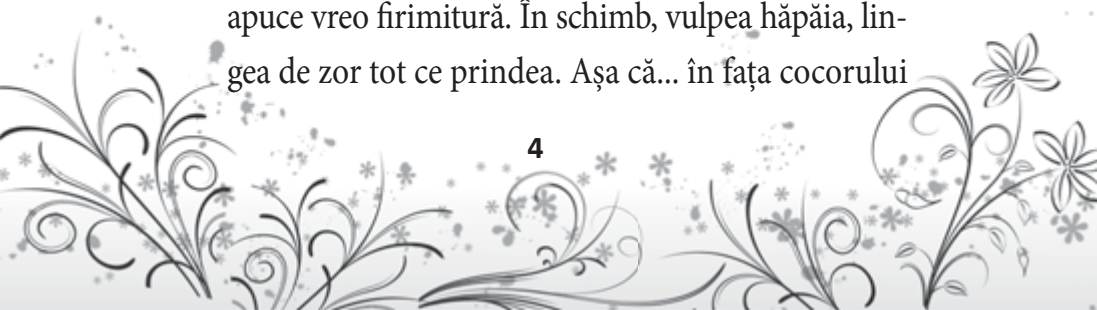 apuce vreo firimitură. În schimb, vulpea hăpăia, lin-
gea de zor tot ce prindea. Așa că... în fața cocorului
4